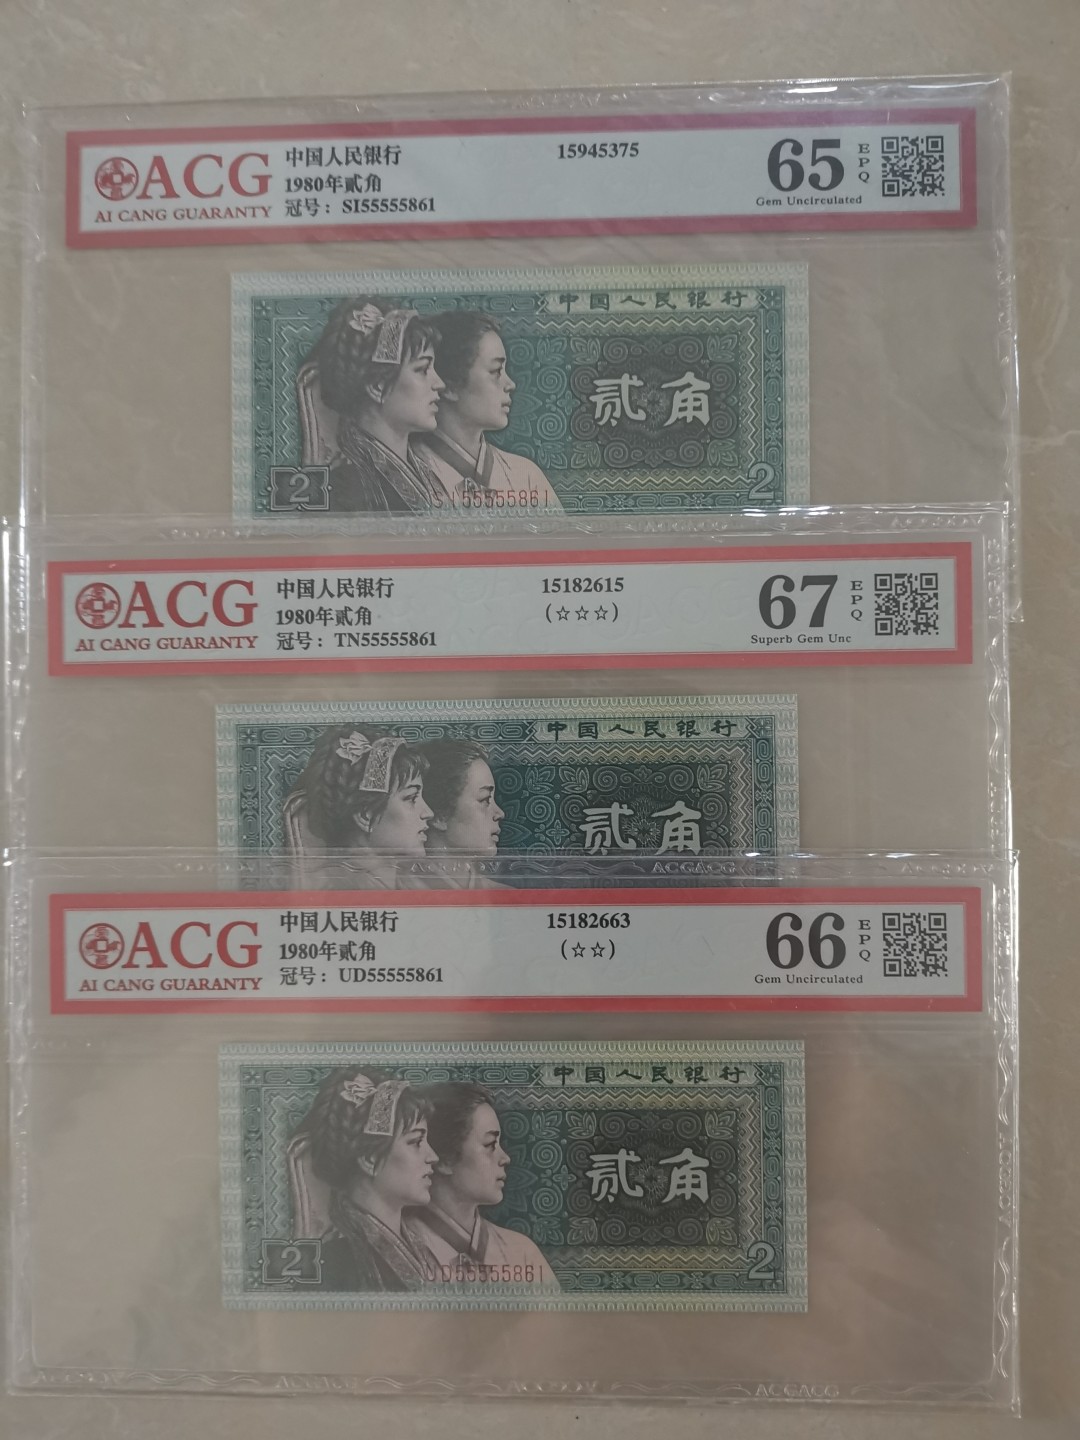 ACG
AI CANG GUARANTY
中国人民银行
1980年贰角
冠号：SI55555861
15945375
65
EPQ
Gem Uncirculated
中国人民银行
贰角
2
2
SI55555861
ACG
AI CANG GUARANTY
中国人民银行
1980年贰角
冠号：TN55555861
15182615
(☆☆☆)
67
EPQ
Superb Gem Unc
中国人民银行
贰角
ACGACG
ACG
AI CANG GUARANTY
中国人民银行
1980年贰角
冠号：UD55555861
15182663
(☆☆)
66
EPQ
Gem Uncirculated
中国人民银行
贰角
2
2
UD55555861
ACGACG